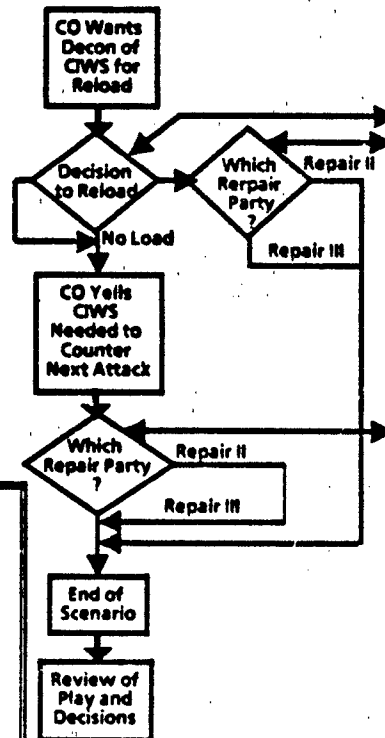 CO Wants
Decon of
CIWS for
Reload
Decision
to Reload
Which
Rerpair
Party
?
Repair II
No Load
Repair III
CO Yells
CIWS
Needed to
Counter
Next Attack
Which
Repair Party
?
Repair II
Repair III
End of
Scenario
Review of
Play and
Decisions